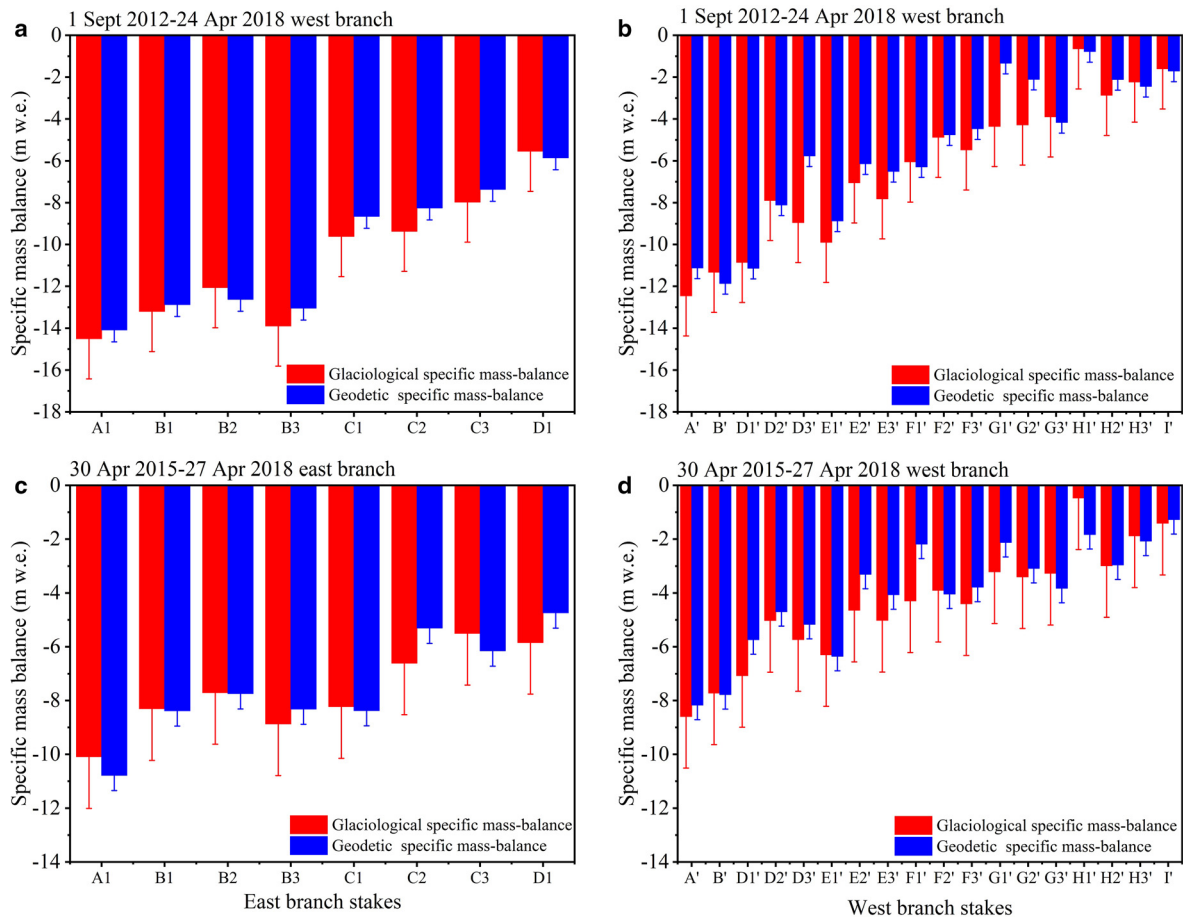 a
1 Sept 2012-24 Apr 2018 west branch
Specific mass balance (m w.e.)
0
-2
-4
-6
-8
-10
-12
-14
-16
-18
Glaciological specific mass-balance
Geodetic specific mass-balance
A1 B1 B2 B3 C1 C2 C3 D1
b
1 Sept 2012-24 Apr 2018 west branch
Specific mass balance (m w.e.)
0
-2
-4
-6
-8
-10
-12
-14
-16
-18
Glaciological specific mass-balance
Geodetic specific mass-balance
A' B' D1' D2' D3' E1' E2' E3' F1' F2' F3' G1' G2' G3' H1' H2' H3' I'
c
30 Apr 2015-27 Apr 2018 east branch
Specific mass balance (m w.e.)
0
-2
-4
-6
-8
-10
-12
-14
Glaciological specific mass-balance
Geodetic specific mass-balance
A1 B1 B2 B3 C1 C2 C3 D1
East branch stakes
d
30 Apr 2015-27 Apr 2018 west branch
Specific mass balance (m w.e.)
0
-2
-4
-6
-8
-10
-12
-14
Glaciological specific mass-balance
Geodetic specific mass-balance
A' B' D1' D2' D3' E1' E2' E3' F1' F2' F3' G1' G2' G3' H1' H2' H3' I'
West branch stakes